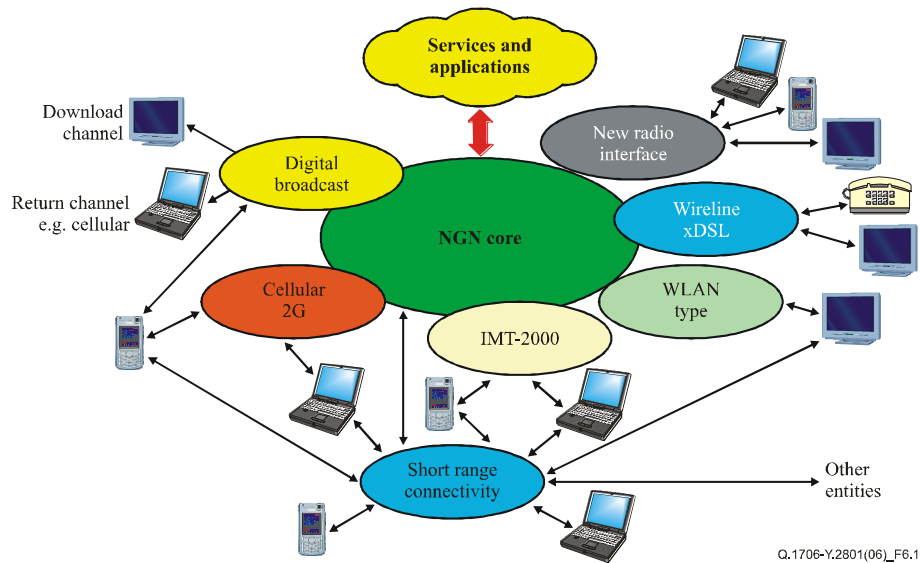 Services and
applications
Download
channel
New radio
interface
Digital
broadcast
Return channel
e.g. cellular
Wireline
xDSL
NGN core
Cellular
2G
WLAN
type
IMT-2000
Short range
connectivity
Other
entities
Q.1706-Y.2801(06)_F6.1